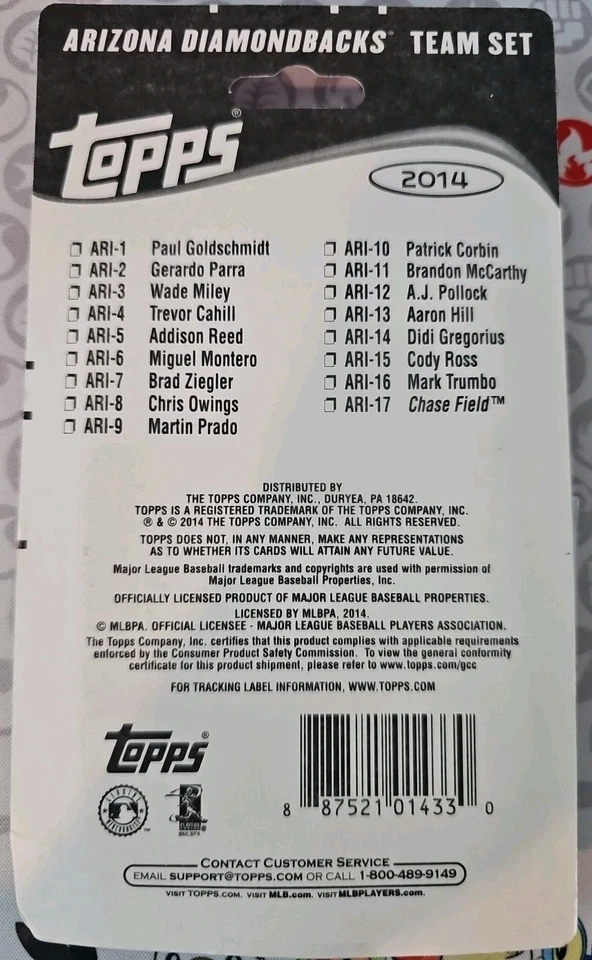 ARIZONA DIAMONDBACKS® TEAM SET
TOPPS®
2014
ARI-1 Paul Goldschmidt
ARI-2 Gerardo Parra
ARI-3 Wade Miley
ARI-4 Trevor Cahill
ARI-5 Addison Reed
ARI-6 Miguel Montero
ARI-7 Brad Ziegler
ARI-8 Chris Owings
ARI-9 Martin Prado
ARI-10 Patrick Corbin
ARI-11 Brandon McCarthy
ARI-12 A.J. Pollock
ARI-13 Aaron Hill
ARI-14 Didi Gregorius
ARI-15 Cody Ross
ARI-16 Mark Trumbo
ARI-17 Chase Field™
DISTRIBUTED BY
THE TOPPS COMPANY, INC., DURYEA, PA 18642.
TOPPS IS A REGISTERED TRADEMARK OF THE TOPPS COMPANY, INC.
® & © 2014 THE TOPPS COMPANY, INC. ALL RIGHTS RESERVED.
TOPPS DOES NOT, IN ANY MANNER, MAKE ANY REPRESENTATIONS
AS TO WHETHER ITS CARDS WILL ATTAIN ANY FUTURE VALUE.
Major League Baseball trademarks and copyrights are used with permission of
Major League Baseball Properties, Inc.
OFFICIALLY LICENSED PRODUCT OF MAJOR LEAGUE BASEBALL PROPERTIES.
LICENSED BY MLBPA, 2014.
© MLBPA. OFFICIAL LICENSEE - MAJOR LEAGUE BASEBALL PLAYERS ASSOCIATION.
The Topps Company, Inc. certifies that this product complies with applicable requirements
enforced by the Consumer Product Safety Commission. To view the general conformity
certificate for this product shipment, please refer to www.topps.com/gcc
FOR TRACKING LABEL INFORMATION, WWW.TOPPS.COM
TOPPS®
GENUINE MERCHANDISE™
©MLBPA
8 87521 01433 0
CONTACT CUSTOMER SERVICE
EMAIL SUPPORT@TOPPS.COM OR CALL 1-800-489-9149
VISIT TOPPS.COM. VISIT MLB.com. VISIT MLBPLAYERS.com.